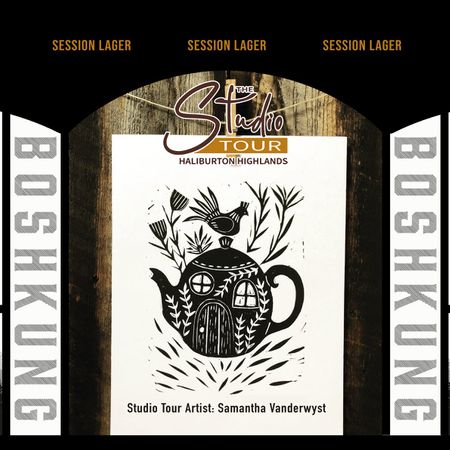 SESSION LAGER SESSION LAGER SESSION LAGER
THE
Studio
TOUR
HALIBURTON HIGHLANDS
BOSHKUNG
BOSHKUNG
Studio Tour Artist: Samantha Vanderwyst